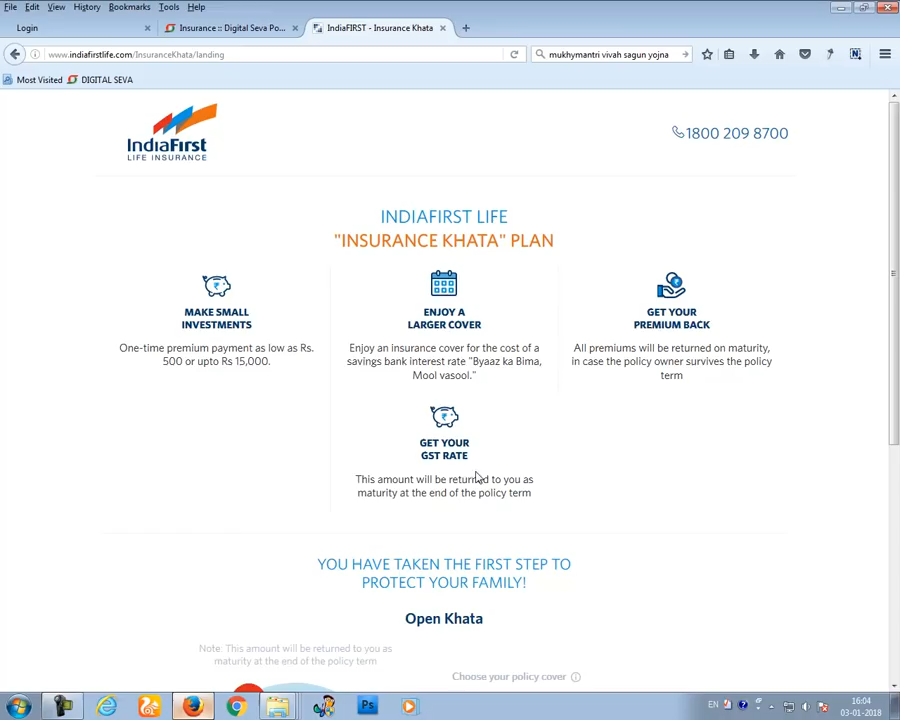 File Edit View History Bookmarks Tools Help
Login × Insurance :: Digital Seva Po... × IndiaFIRST - Insurance Khata × +
www.indiafirstlife.com/InsuranceKhata/landing mukhymantri vivah sagun yojna
Most Visited DIGITAL SEVA
IndiaFirst
LIFE INSURANCE
1800 209 8700
INDIAFIRST LIFE
"INSURANCE KHATA" PLAN
MAKE SMALL
INVESTMENTS
One-time premium payment as low as Rs.
500 or upto Rs 15,000.
ENJOY A
LARGER COVER
Enjoy an insurance cover for the cost of a
savings bank interest rate "Byaaz ka Bima,
Mool vasool."
GET YOUR
PREMIUM BACK
All premiums will be returned on maturity,
in case the policy owner survives the policy
term
GET YOUR
GST RATE
This amount will be returned to you as
maturity at the end of the policy term
YOU HAVE TAKEN THE FIRST STEP TO
PROTECT YOUR FAMILY!
Open Khata
Note: This amount will be returned to you as
maturity at the end of the policy term
Choose your policy cover
Ps
EN
16:04
03-01-2018